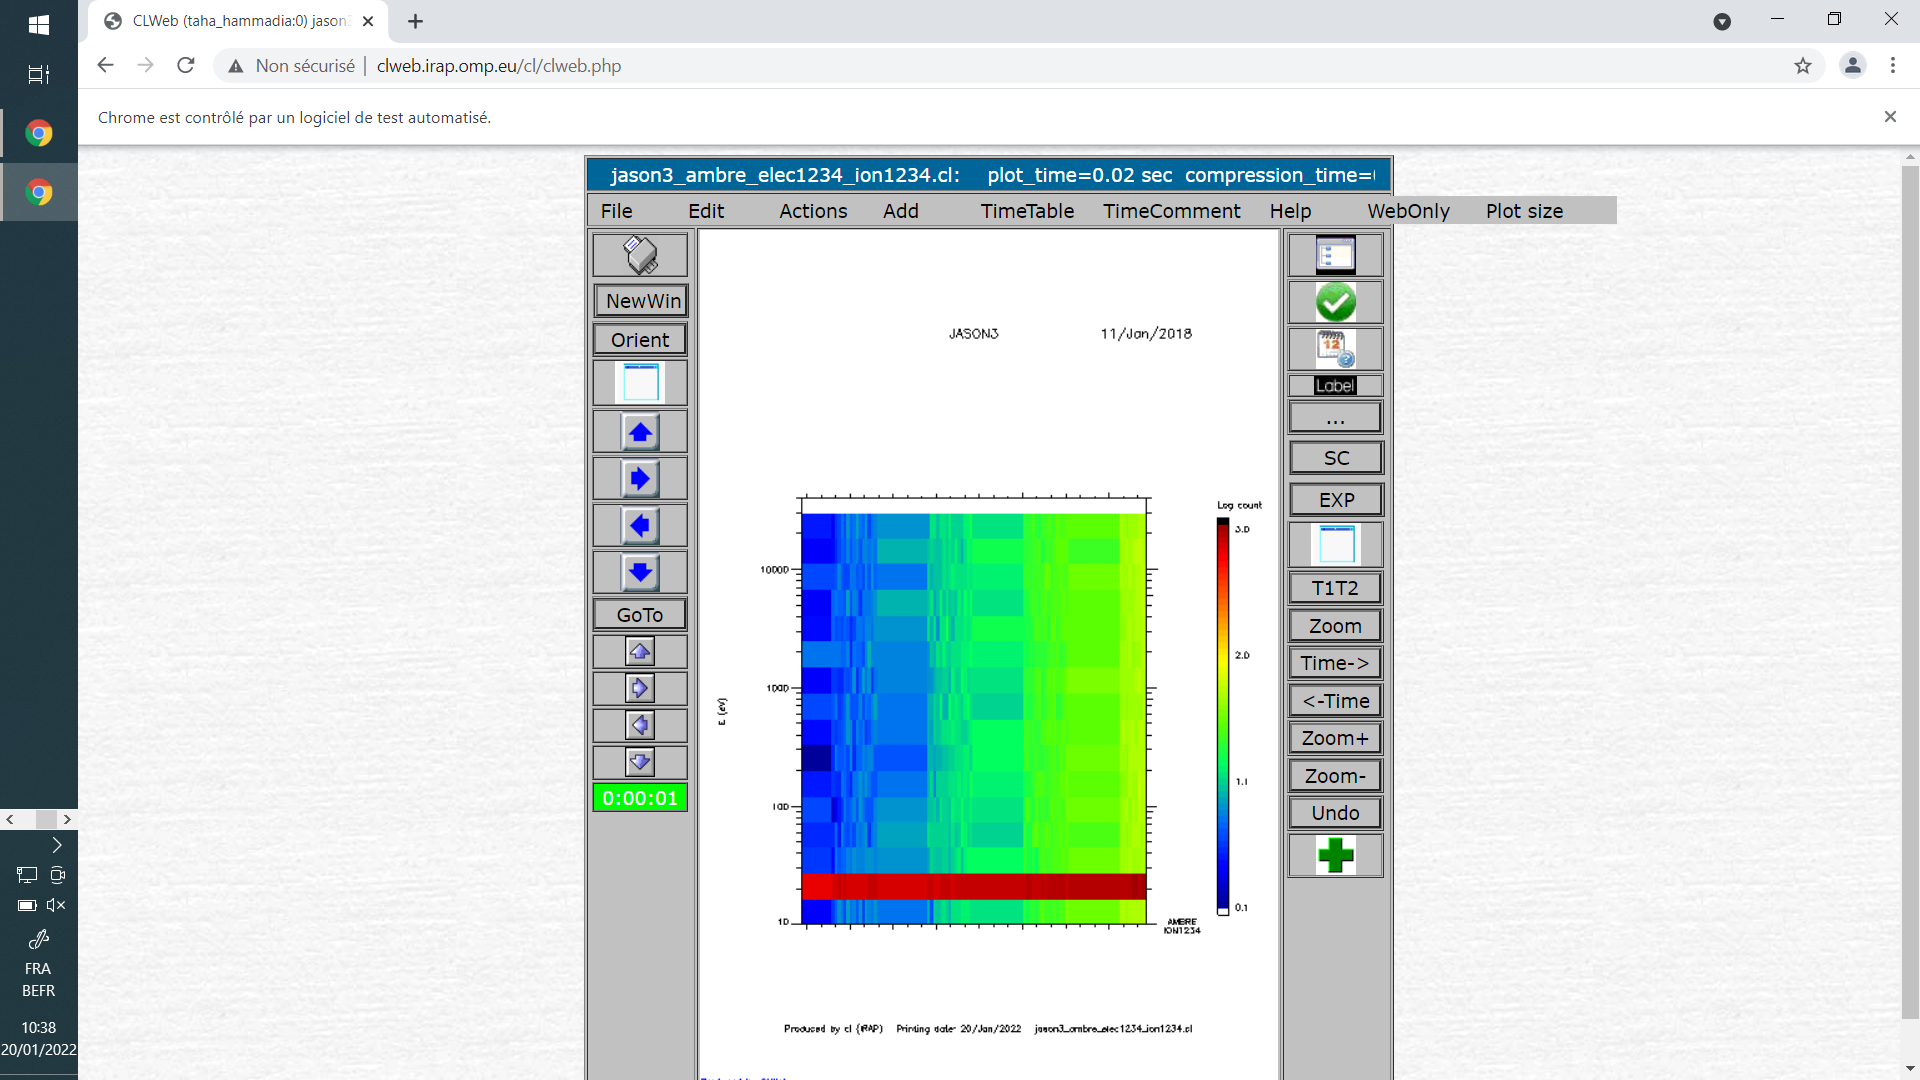 CLWeb (taha_hammadia:0) jason3
Non sécurisé | clweb.irap.omp.eu/cl/clweb.php
Chrome est contrôlé par un logiciel de test automatisé.
jason3_ambre_elec1234_ion1234.cl: plot_time=0.02 sec compression_time=
File Edit Actions Add TimeTable TimeComment Help WebOnly Plot size
NewWin
Orient
GoTo
0:00:01
JASON3 11/Jan/2018
Log count
3.0
2.0
1.1
0.1
10000
1000
100
10
E (eV)
AMBRE
ION1234
Produced by cl (IRAP) Printing date: 20/Jan/2022 jason3_ambre_elec1234_ion1234.cl
12
Label
...
SC
EXP
T1T2
Zoom
Time->
<-Time
Zoom+
Zoom-
Undo
FRA
BEFR
10:38
20/01/2022